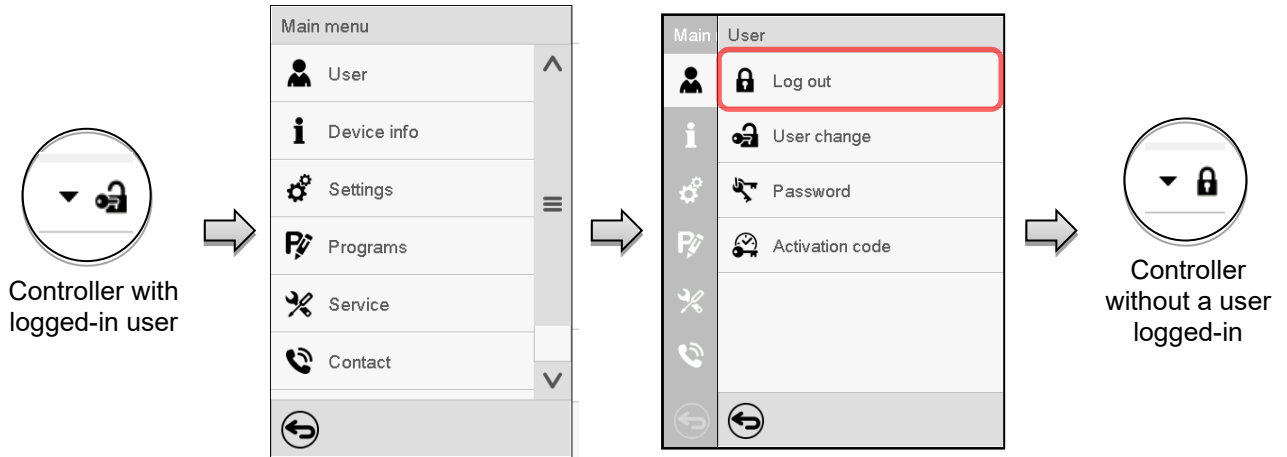 Controller with
logged-in user
Main menu
User
Device info
Settings
Programs
Service
Contact
Main
User
Log out
User change
Password
Activation code
Controller
without a user
logged-in